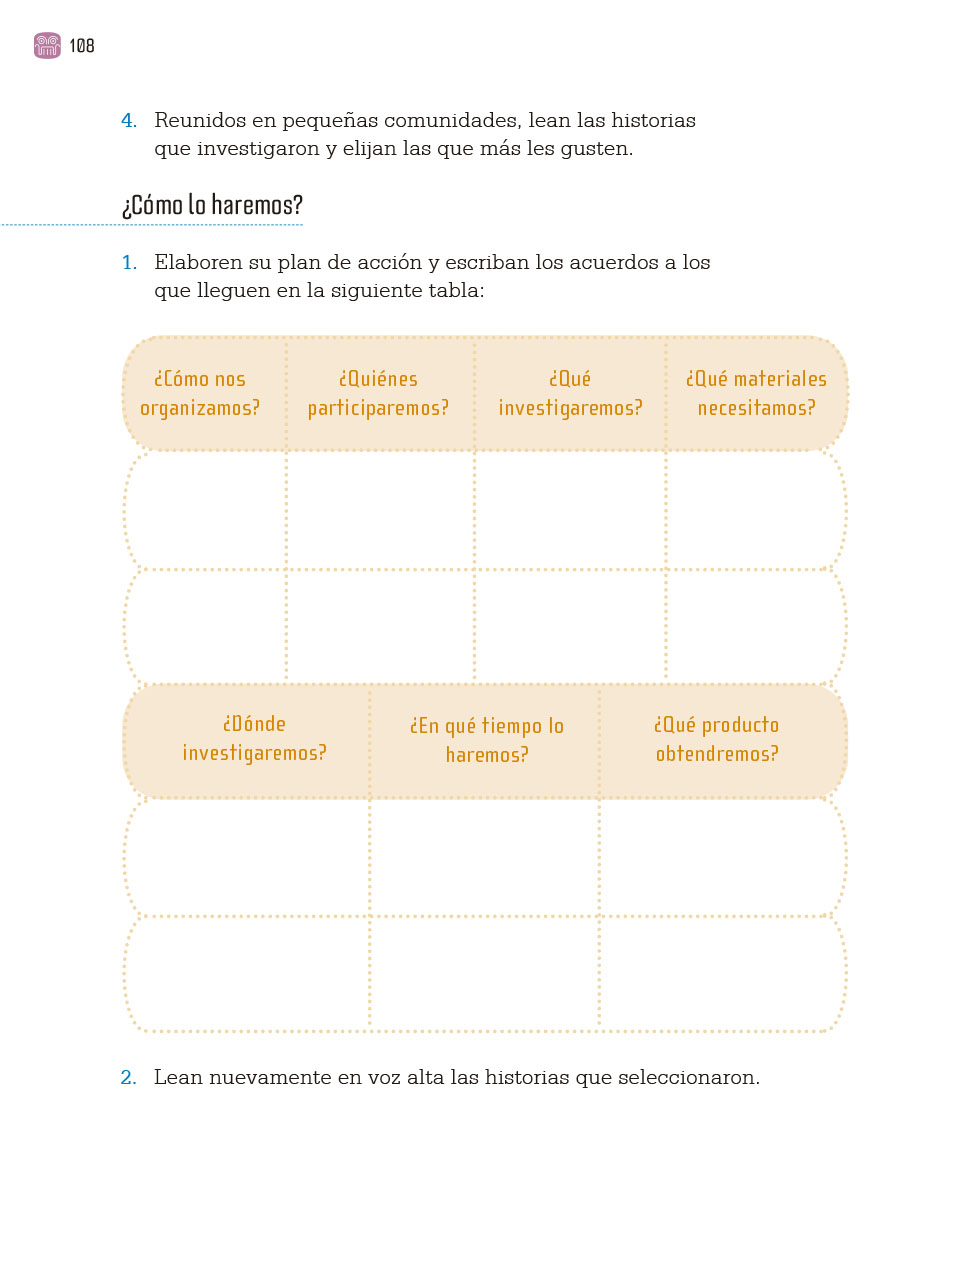 108
4. Reunidos en pequeñas comunidades, lean las historias
que investigaron y elijan las que más les gusten.
¿Cómo lo haremos?
1. Elaboren su plan de acción y escriban los acuerdos a los
que lleguen en la siguiente tabla:
¿Cómo nos
organizamos?
¿Quiénes
participaremos?
¿Qué
investigaremos?
¿Qué materiales
necesitamos?
¿Dónde
investigaremos?
¿En qué tiempo lo
haremos?
¿Qué producto
obtendremos?
2. Lean nuevamente en voz alta las historias que seleccionaron.